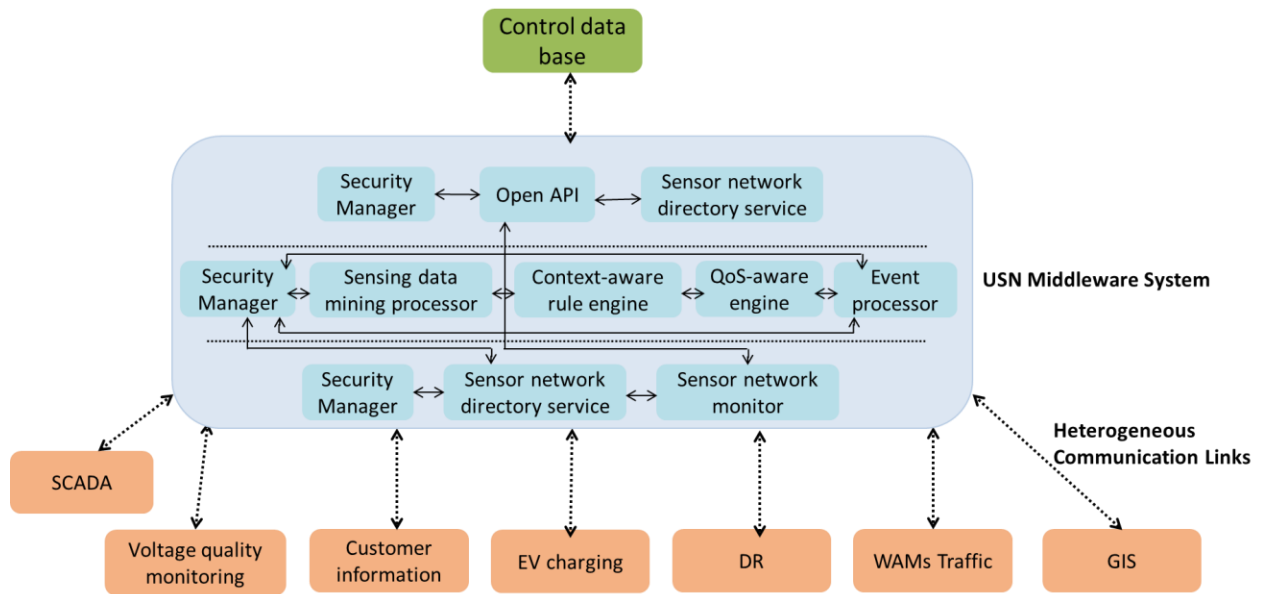 Control data
base
Security
Manager
Open API
Sensor network
directory service
Security
Manager
Sensing data
mining processor
Context-aware
rule engine
QoS-aware
engine
Event
processor
USN Middleware System
Security
Manager
Sensor network
directory service
Sensor network
monitor
Heterogeneous
Communication Links
SCADA
Voltage quality
monitoring
Customer
information
EV charging
DR
WAMs Traffic
GIS